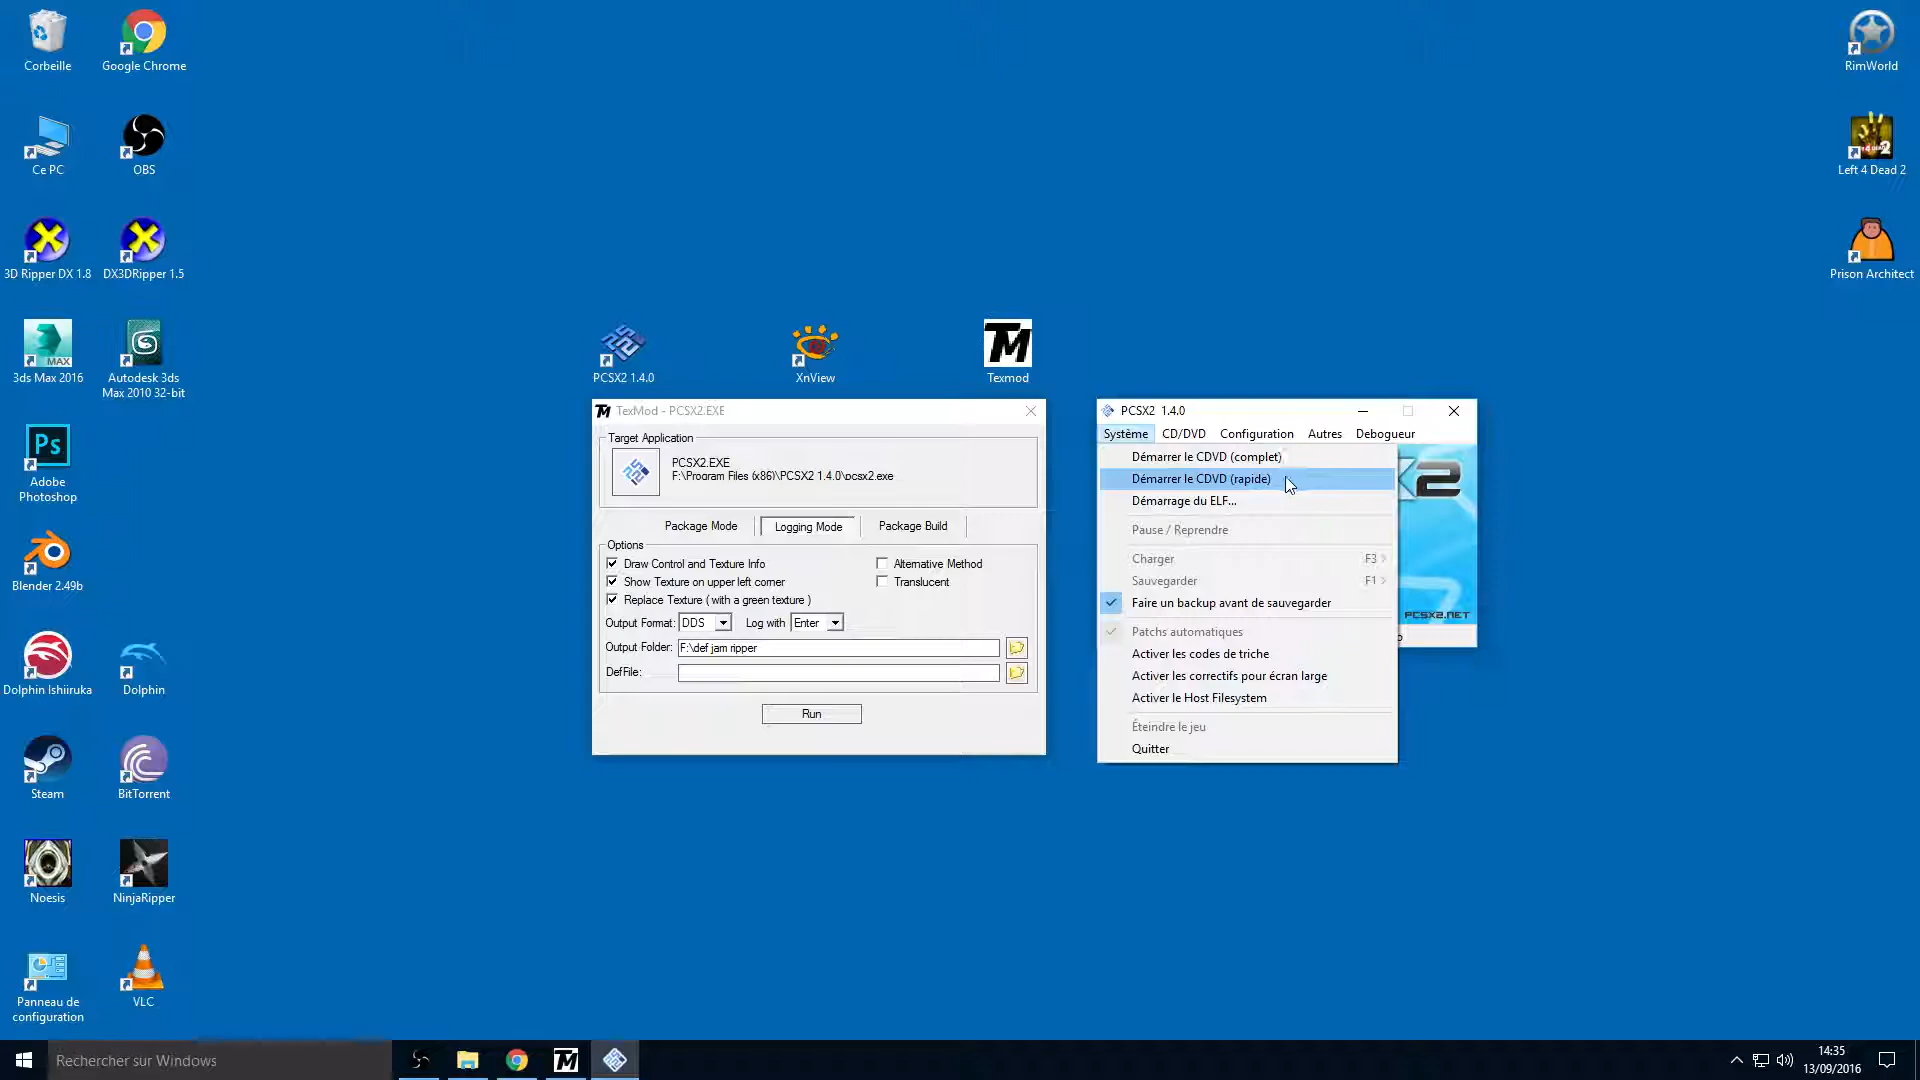 Corbeille
Google Chrome
RimWorld
Ce PC
OBS
Left 4 Dead 2
3D Ripper DX 1.8
DX3DRipper 1.5
Prison Architect
3ds Max 2016
Autodesk 3ds
Max 2010 32-bit
PCSX2 1.4.0
XnView
Texmod
Adobe
Photoshop
Blender 2.49b
Dolphin Ishiiruka
Dolphin
Steam
BitTorrent
Noesis
NinjaRipper
Panneau de
configuration
VLC
TexMod - PCSX2.EXE
Target Application
PCSX2.EXE
F:\Program Files (x86)\PCSX2 1.4.0\pcsx2.exe
Package Mode
Logging Mode
Package Build
Options
Draw Control and Texture Info
Alternative Method
Show Texture on upper left corner
Translucent
Replace Texture ( with a green texture )
Output Format: DDS
Log with Enter
Output Folder: F:\def jam ripper
DefFile:
Run
PCSX2 1.4.0
Système
CD/DVD
Configuration
Autres
Debogueur
Démarrer le CDVD (complet)
Démarrer le CDVD (rapide)
Démarrage du ELF...
Pause / Reprendre
Charger F3
Sauvegarder F1
Faire un backup avant de sauvegarder
Patchs automatiques
Activer les codes de triche
Activer les correctifs pour écran large
Activer le Host Filesystem
Éteindre le jeu
Quitter
PCSX2.NET
Rechercher sur Windows
14:35
13/09/2016